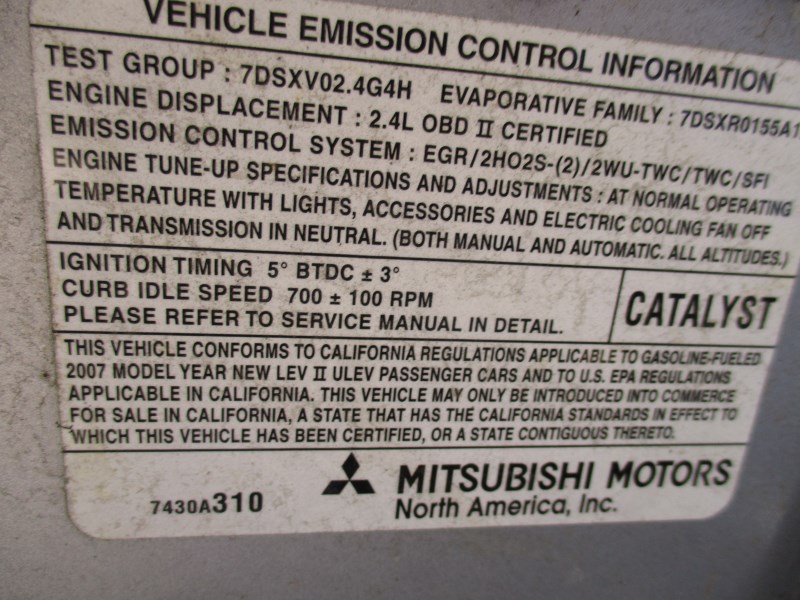 VEHICLE EMISSION CONTROL INFORMATION
TEST GROUP : 7DSXV02.4G4H EVAPORATIVE FAMILY : 7DSXR0155A1
ENGINE DISPLACEMENT : 2.4L OBD II CERTIFIED
EMISSION CONTROL SYSTEM : EGR/2HO2S-(2)/2WU-TWC/TWC/SFI
ENGINE TUNE-UP SPECIFICATIONS AND ADJUSTMENTS : AT NORMAL OPERATING
TEMPERATURE WITH LIGHTS, ACCESSORIES AND ELECTRIC COOLING FAN OFF
AND TRANSMISSION IN NEUTRAL. (BOTH MANUAL AND AUTOMATIC. ALL ALTITUDES.)
IGNITION TIMING 5° BTDC ± 3°
CURB IDLE SPEED 700 ± 100 RPM
PLEASE REFER TO SERVICE MANUAL IN DETAIL.
CATALYST
THIS VEHICLE CONFORMS TO CALIFORNIA REGULATIONS APPLICABLE TO GASOLINE-FUELED
2007 MODEL YEAR NEW LEV II ULEV PASSENGER CARS AND TO U.S. EPA REGULATIONS
APPLICABLE IN CALIFORNIA. THIS VEHICLE MAY ONLY BE INTRODUCED INTO COMMERCE
FOR SALE IN CALIFORNIA, A STATE THAT HAS THE CALIFORNIA STANDARDS IN EFFECT TO
WHICH THIS VEHICLE HAS BEEN CERTIFIED, OR A STATE CONTIGUOUS THERETO.
7430A310
MITSUBISHI MOTORS
North America, Inc.